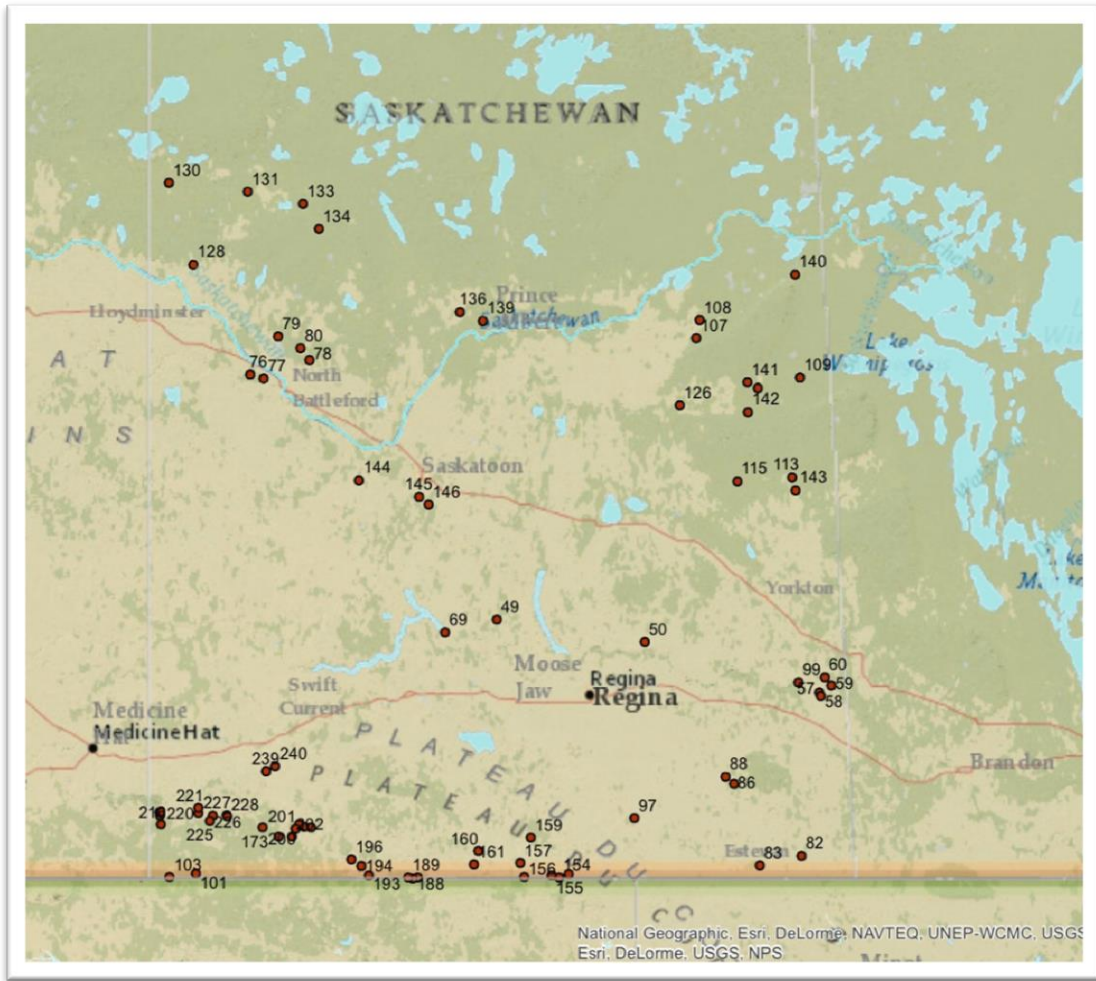 SASKATCHEWAN
130
131
133
134
128
140
136
Prince
139
108
107
Lloydminster
79
80
78
76 77
North
Battleford
A T
I N S
109
141
142
126
144
Saskatoon
145
146
115
113
143
Yorkton
49
69
50
Moose
Jaw
Regina
Regina
Swift
Current
99
60
57
59
58
Medicine
MedicineHat
Hat
PLATEAU
PLATEAU DU
239 240
88
86
Brandon
221
227 228
220
226
225
201
173
97
159
160
161
157
156
154
155
196
194
193
189
188
103
101
Estevan
82
83
National Geographic, Esri, DeLorme, NAVTEQ, UNEP-WCMC, USGS
Esri, DeLorme, USGS, NPS